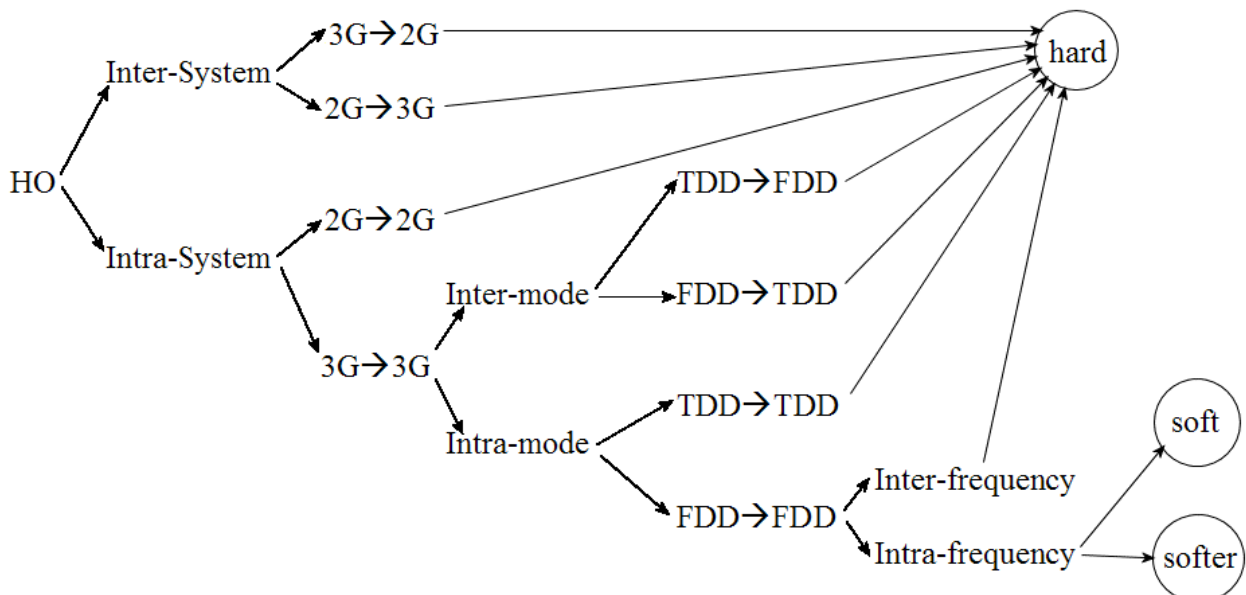 3G→2G
hard
Inter-System
2G→3G
HO
TDD→FDD
2G→2G
Intra-System
Inter-mode
FDD→TDD
3G→3G
TDD→TDD
soft
Intra-mode
Inter-frequency
FDD→FDD
Intra-frequency
softer